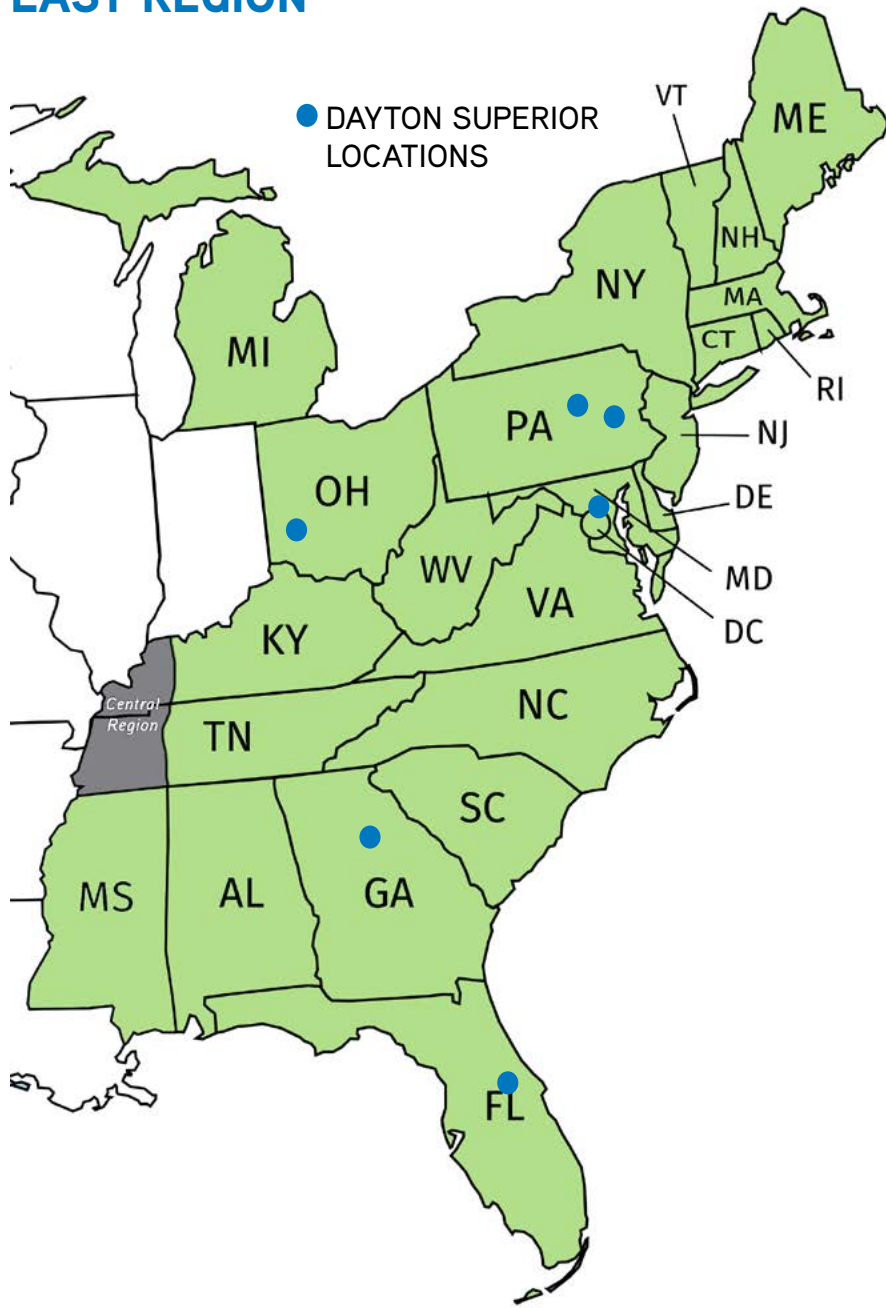 EAST REGION
DAYTON SUPERIOR
LOCATIONS
VT
ME
NH
NY
MA
CT
MI
RI
PA
NJ
OH
DE
WV
MD
VA
DC
KY
Central
Region
NC
TN
SC
MS
AL
GA
FL